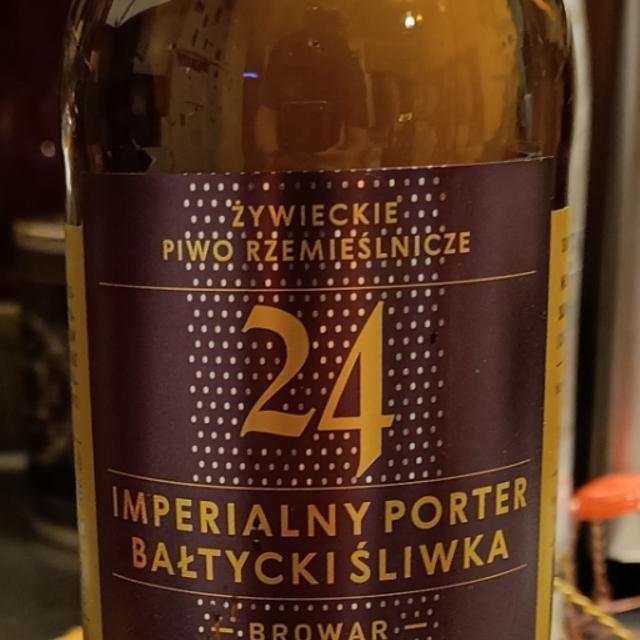 ŻYWIECKIE
PIWO RZEMIEŚLNICZE
24
IMPERIALNY PORTER
BAŁTYCKI ŚLIWKA
BROWAR